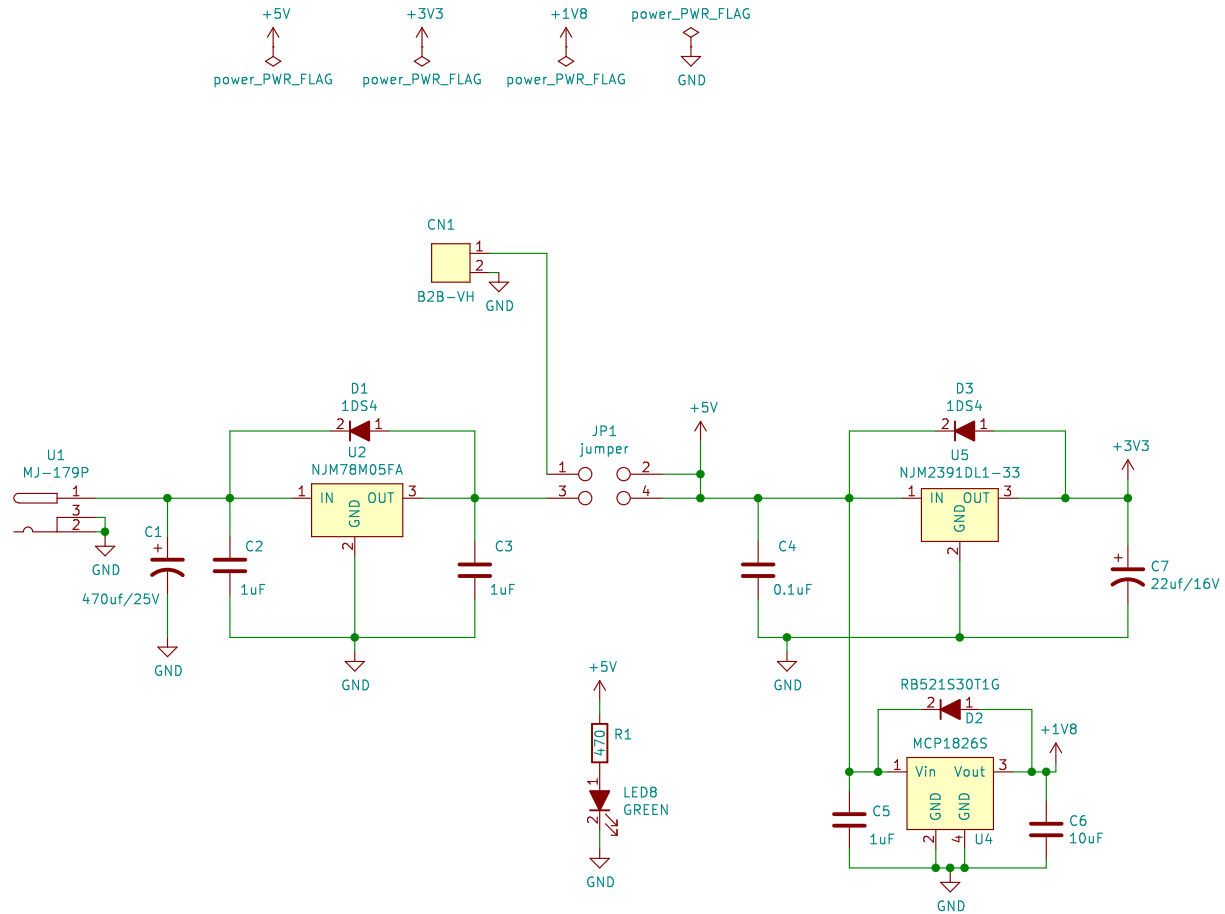 +5V
+3V3
+1V8
power_PWR_FLAG
power_PWR_FLAG
power_PWR_FLAG
power_PWR_FLAG
GND
CN1
1
2
B2B-VH
GND
D1
1DS4
2
1
U2
NJM78M05FA
1
IN
OUT
3
GND
2
U1
MJ-179P
1
3
2
GND
C1
+
470uf/25V
GND
C2
1uF
C3
1uF
GND
JP1
jumper
1
2
3
4
+5V
C4
0.1uF
GND
D3
1DS4
2
1
U5
NJM2391DL1-33
1
IN
OUT
3
GND
2
+3V3
+
C7
22uf/16V
+5V
470
R1
1
2
LED8
GREEN
GND
RB521S30T1G
2
1
D2
MCP1826S
+1V8
1
Vin
Vout
3
GND
GND
2
4
U4
C5
1uF
C6
10uF
GND